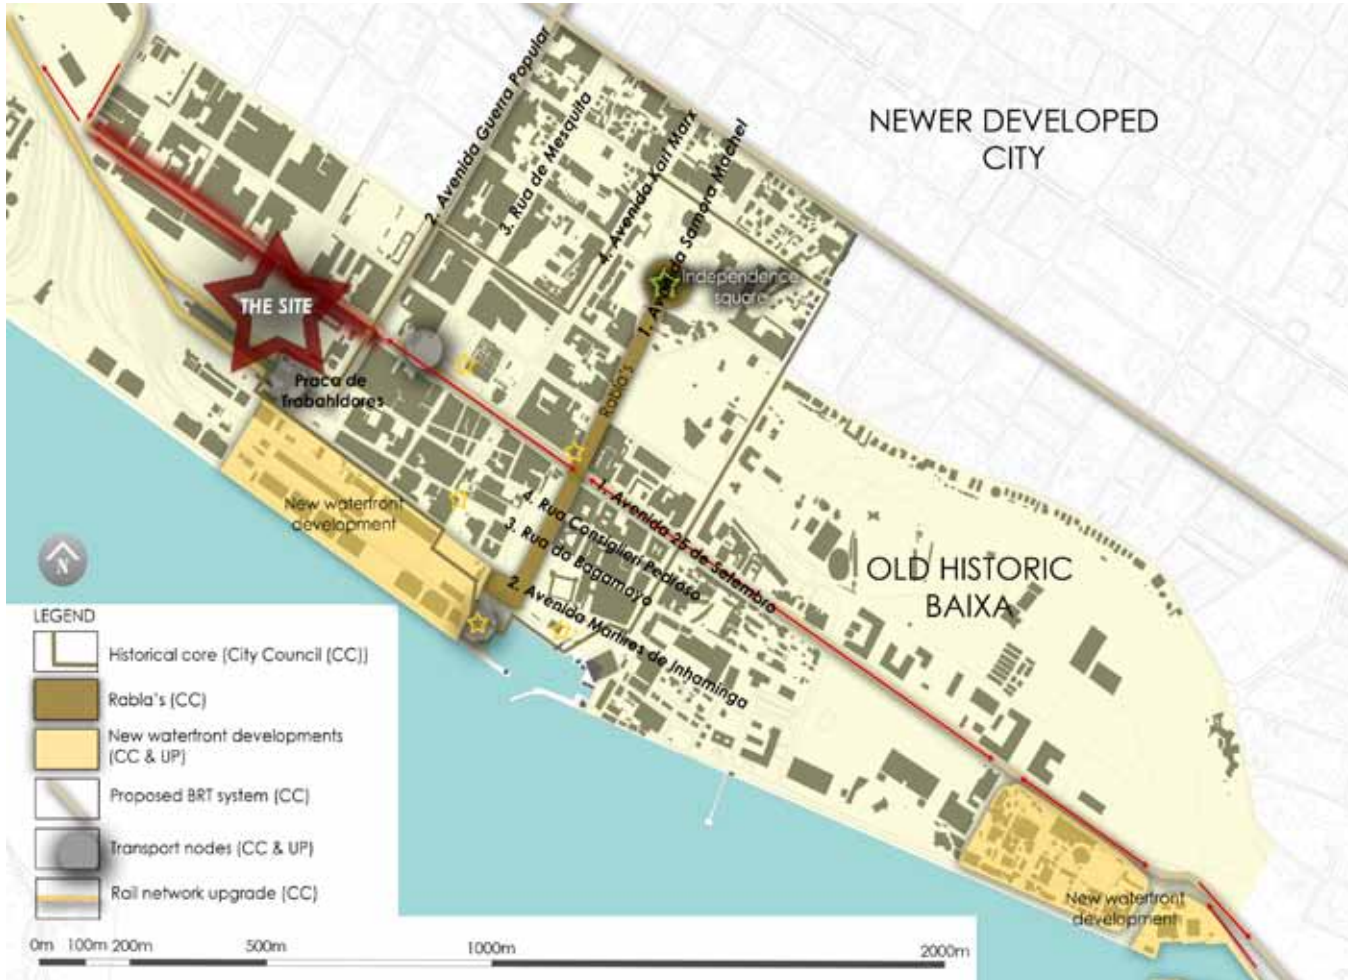 NEWER DEVELOPED
CITY
2. Avenida Guerra Popular
3. Rua de Mesquita
4. Avenida Karl Marx
1. Avenida Samora Machel
Independence
square
THE SITE
Praca de
Trabahldores
Rabla's
New waterfront
development
1. Avenida 25 de Setembro
4. Rua Consiglieri Pedroso
3. Rua do Bagamoyo
2. Avenida Martires de Inhaminga
OLD HISTORIC
BAIXA
New waterfront
development
N
LEGEND
Historical core (City Council (CC))
Rabla's (CC)
New waterfront developments
(CC & UP)
Proposed BRT system (CC)
Transport nodes (CC & UP)
Rail network upgrade (CC)
0m 100m 200m 500m 1000m 2000m